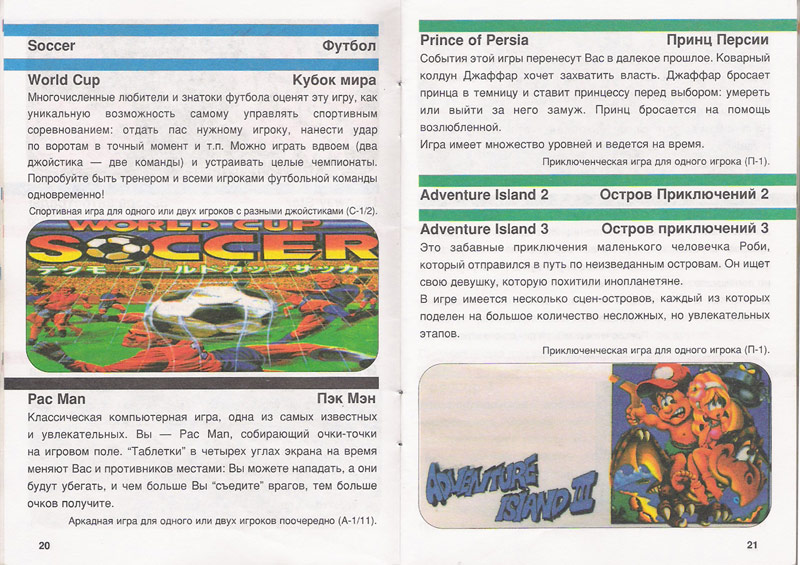 Soccer Футбол
World Cup Кубок мира
Многочисленные любители и знатоки футбола оценят эту игру, как
уникальную возможность самому управлять спортивным
соревнованием: отдать пас нужному игроку, нанести удар
по воротам в точный момент и т.п. Можно играть вдвоем (два
джойстика — две команды) и устраивать целые чемпионаты.
Попробуйте быть тренером и всеми игроками футбольной команды
одновременно!
Спортивная игра для одного или двух игроков с разными джойстиками (С-1/2).
WORLD CUP
SOCCER
テクモ ワールドカップサッカー
Pac Man Пэк Мэн
Классическая компьютерная игра, одна из самых известных
и увлекательных. Вы — Pac Man, собирающий очки-точки
на игровом поле. “Таблетки” в четырех углах экрана на время
меняют Вас и противников местами: Вы можете нападать, а они
будут убегать, и чем больше Вы “съедите” врагов, тем больше
очков получите.
Аркадная игра для одного или двух игроков поочередно (А-1/11).
20
Prince of Persia Принц Персии
События этой игры перенесут Вас в далекое прошлое. Коварный
колдун Джаффар хочет захватить власть. Джаффар бросает
принца в темницу и ставит принцессу перед выбором: умереть
или выйти за него замуж. Принц бросается на помощь
возлюбленной.
Игра имеет множество уровней и ведется на время.
Приключенческая игра для одного игрока (П-1).
Adventure Island 2 Остров Приключений 2
Adventure Island 3 Остров приключений 3
Это забавные приключения маленького человечка Роби,
который отправился в путь по неизведанным островам. Он ищет
свою девушку, которую похитили инопланетяне.
В игре имеется несколько сцен-островов, каждый из которых
поделен на большое количество несложных, но увлекательных
этапов.
Приключенческая игра для одного игрока (П-1).
ADVENTURE
ISLAND III
21